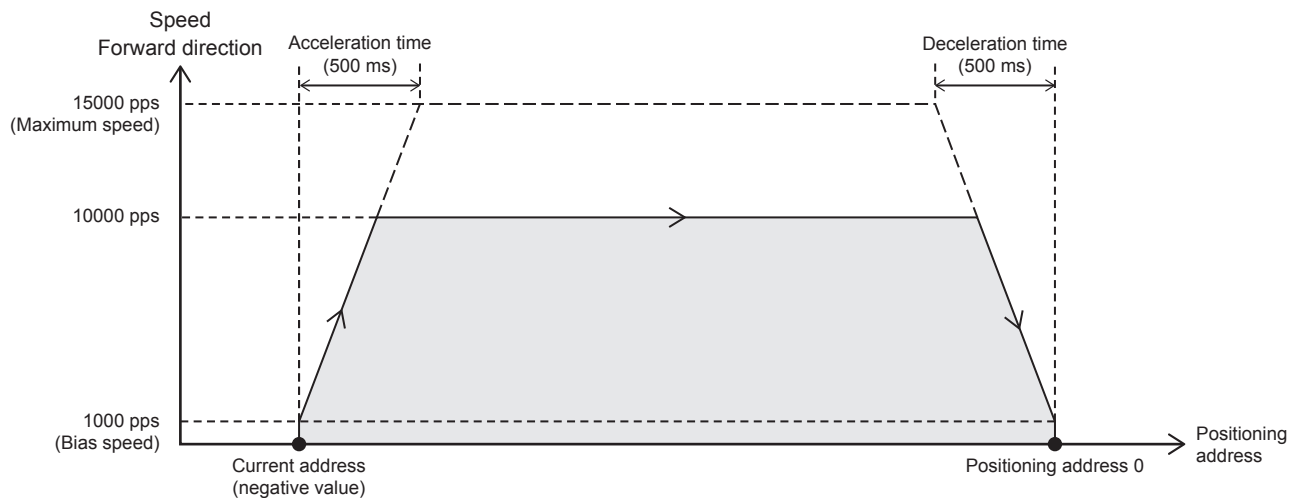 Speed
Forward direction
Acceleration time
(500 ms)
Deceleration time
(500 ms)
15000 pps
(Maximum speed)
10000 pps
1000 pps
(Bias speed)
Current address
(negative value)
Positioning address 0
Positioning
address